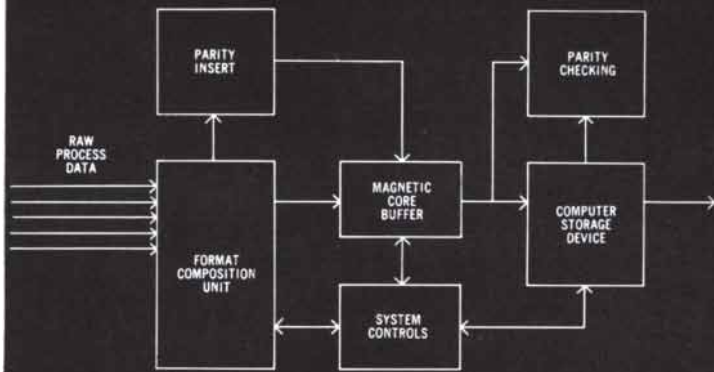 PARITY
INSERT
PARITY
CHECKING
RAW
PROCESS
DATA
MAGNETIC
CORE
BUFFER
COMPUTER
STORAGE
DEVICE
FORMAT
COMPOSITION
UNIT
SYSTEM
CONTROLS